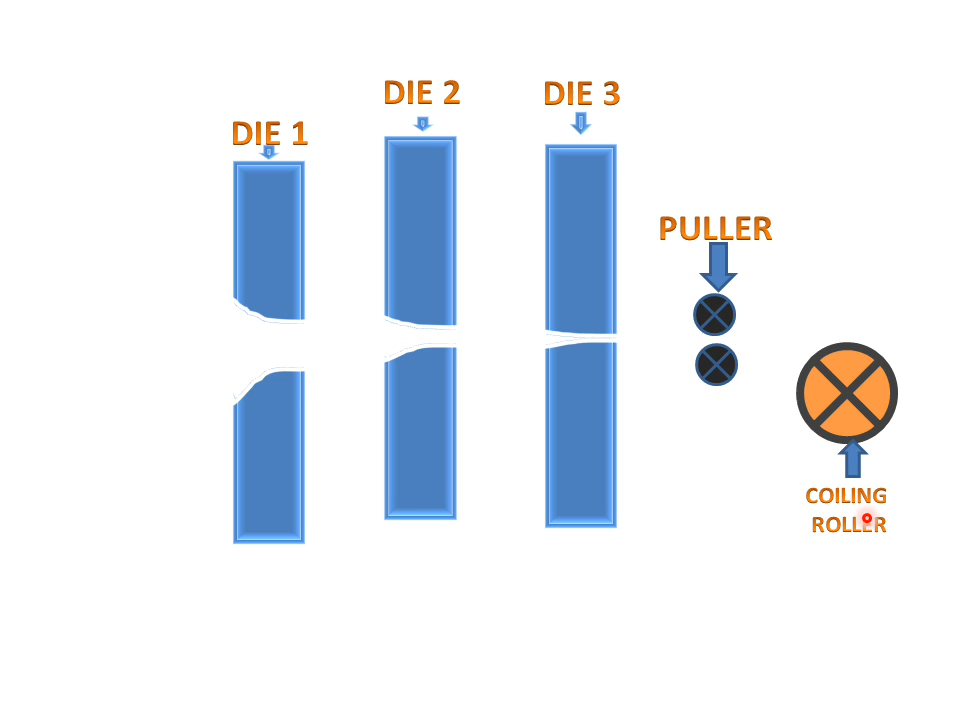 DIE 1
DIE 2
DIE 3
PULLER
COILING
ROLLER